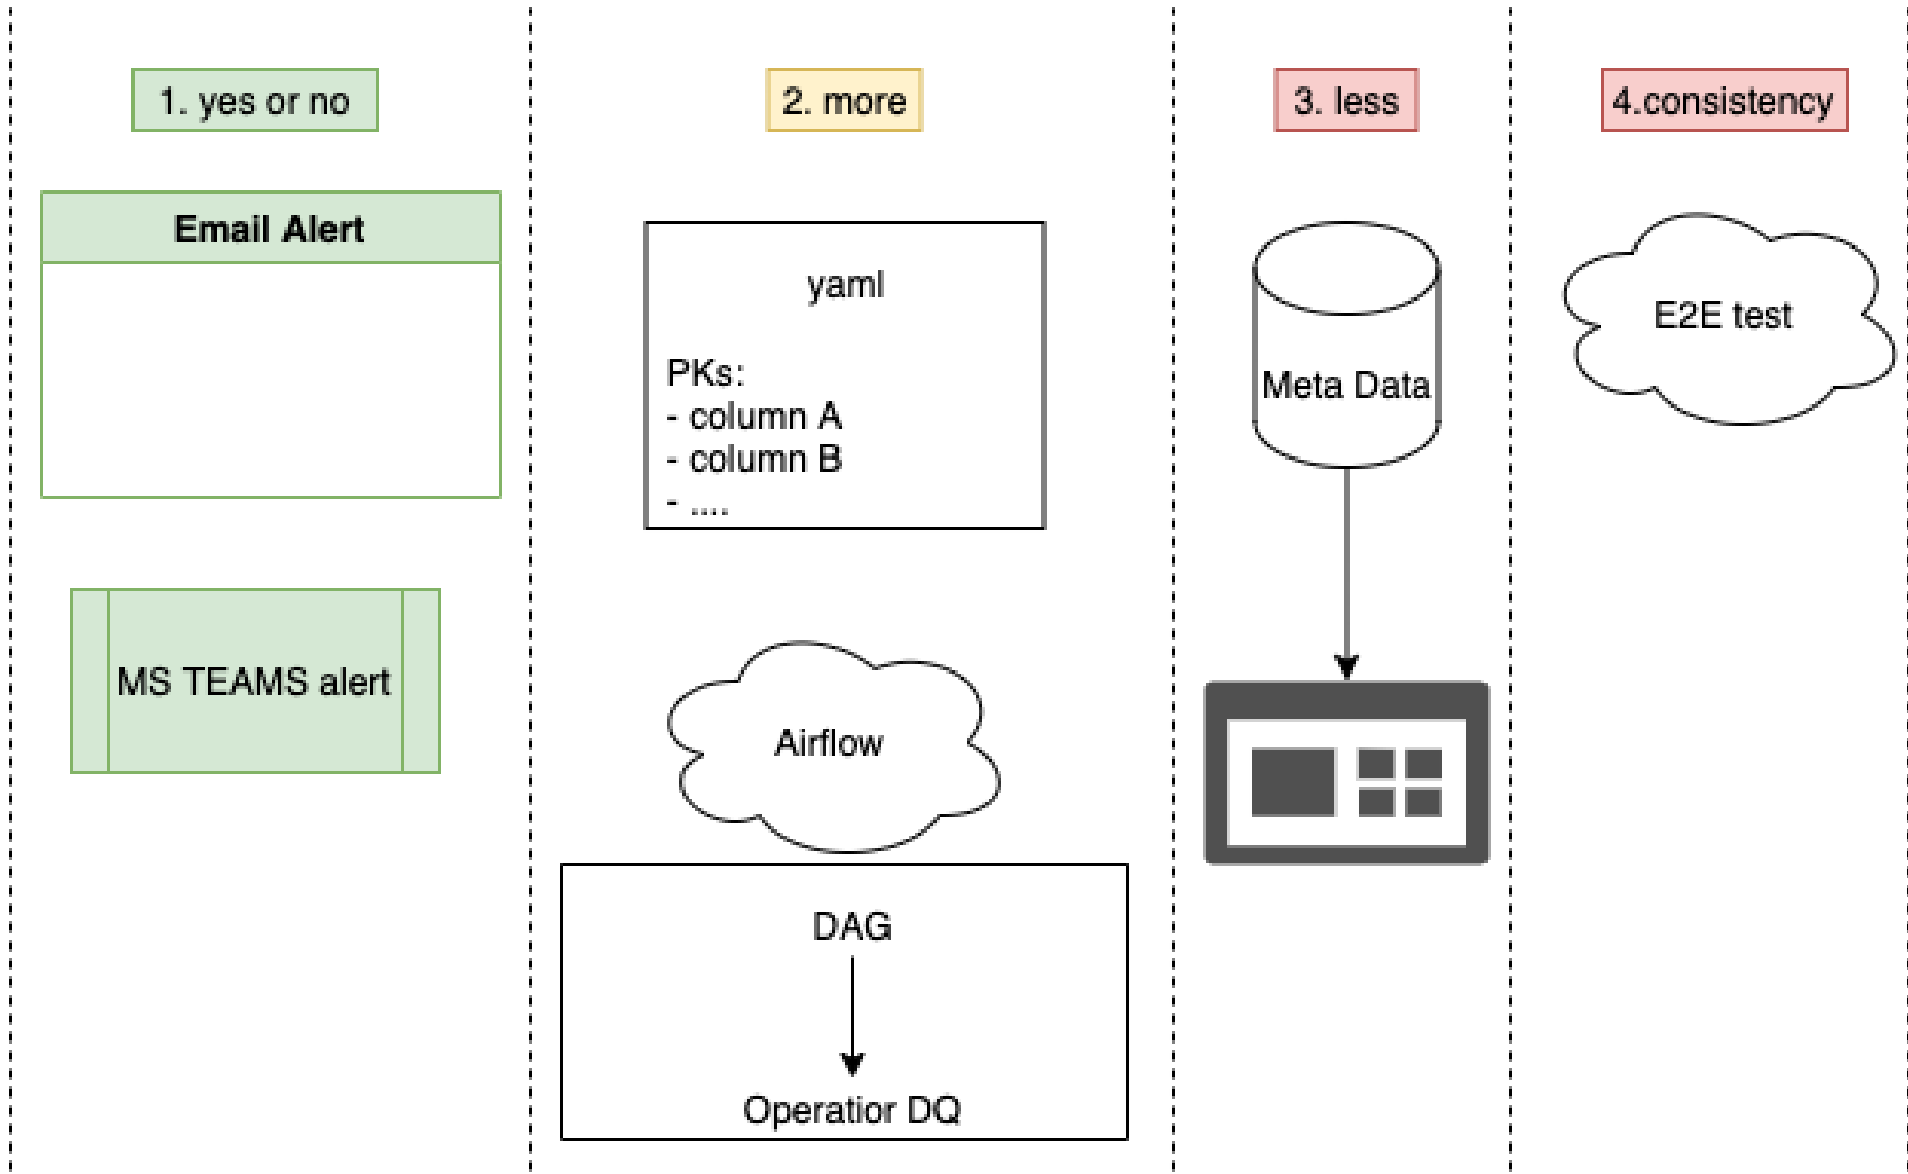 1. yes or no
2. more
3. less
4.consistency
Email Alert
MS TEAMS alert
yaml
PKs:
- column A
- column B
- ....
Airflow
DAG
Operatior DQ
Meta Data
E2E test